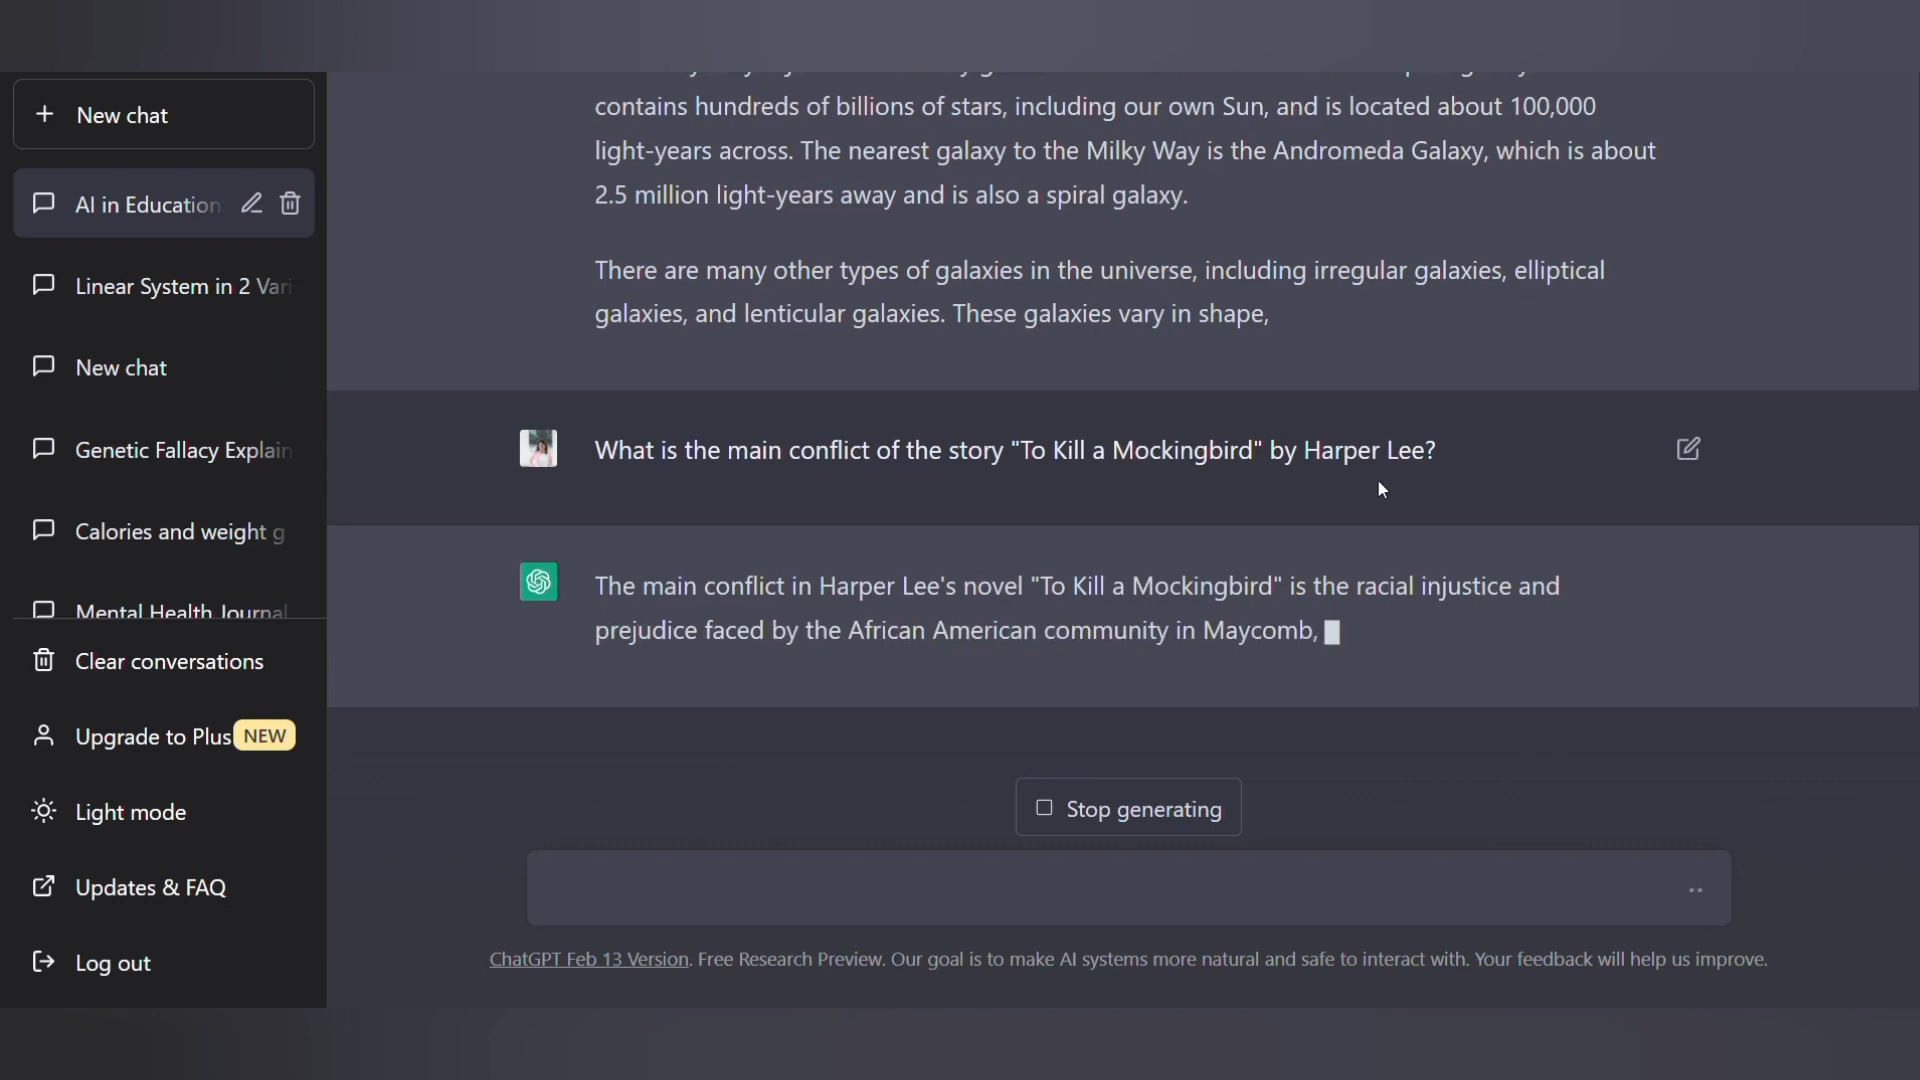 New chat
AI in Education
Linear System in 2 Vari
New chat
Genetic Fallacy Explain
Calories and weight g
Mental Health Journal
Clear conversations
Upgrade to Plus NEW
Light mode
Updates & FAQ
Log out
contains hundreds of billions of stars, including our own Sun, and is located about 100,000
light-years across. The nearest galaxy to the Milky Way is the Andromeda Galaxy, which is about
2.5 million light-years away and is also a spiral galaxy.
There are many other types of galaxies in the universe, including irregular galaxies, elliptical
galaxies, and lenticular galaxies. These galaxies vary in shape,
What is the main conflict of the story "To Kill a Mockingbird" by Harper Lee?
The main conflict in Harper Lee's novel "To Kill a Mockingbird" is the racial injustice and
prejudice faced by the African American community in Maycomb,
Stop generating
ChatGPT Feb 13 Version. Free Research Preview. Our goal is to make AI systems more natural and safe to interact with. Your feedback will help us improve.